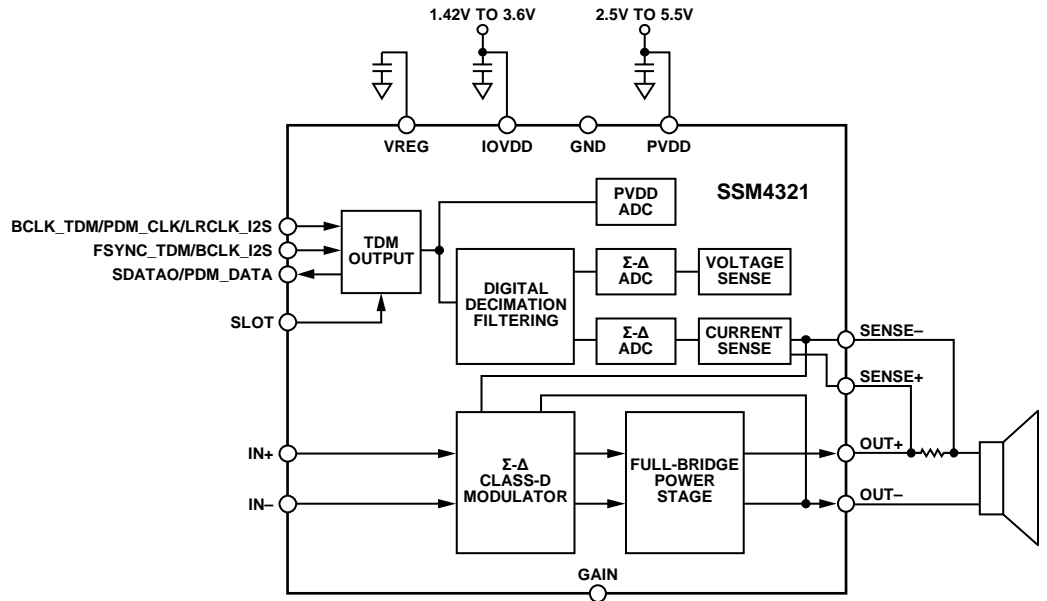 1.42V TO 3.6V
2.5V TO 5.5V
VREG
IOVDD
GND
PVDD
SSM4321
PVDD
ADC
BCLK_TDM/PDM_CLK/LRCLK_I2S
FSYNC_TDM/BCLK_I2S
SDATAO/PDM_DATA
SLOT
TDM
OUTPUT
DIGITAL
DECIMATION
FILTERING
Σ-Δ
ADC
VOLTAGE
SENSE
Σ-Δ
ADC
CURRENT
SENSE
SENSE–
SENSE+
IN+
IN–
Σ-Δ
CLASS-D
MODULATOR
FULL-BRIDGE
POWER
STAGE
OUT+
OUT–
GAIN